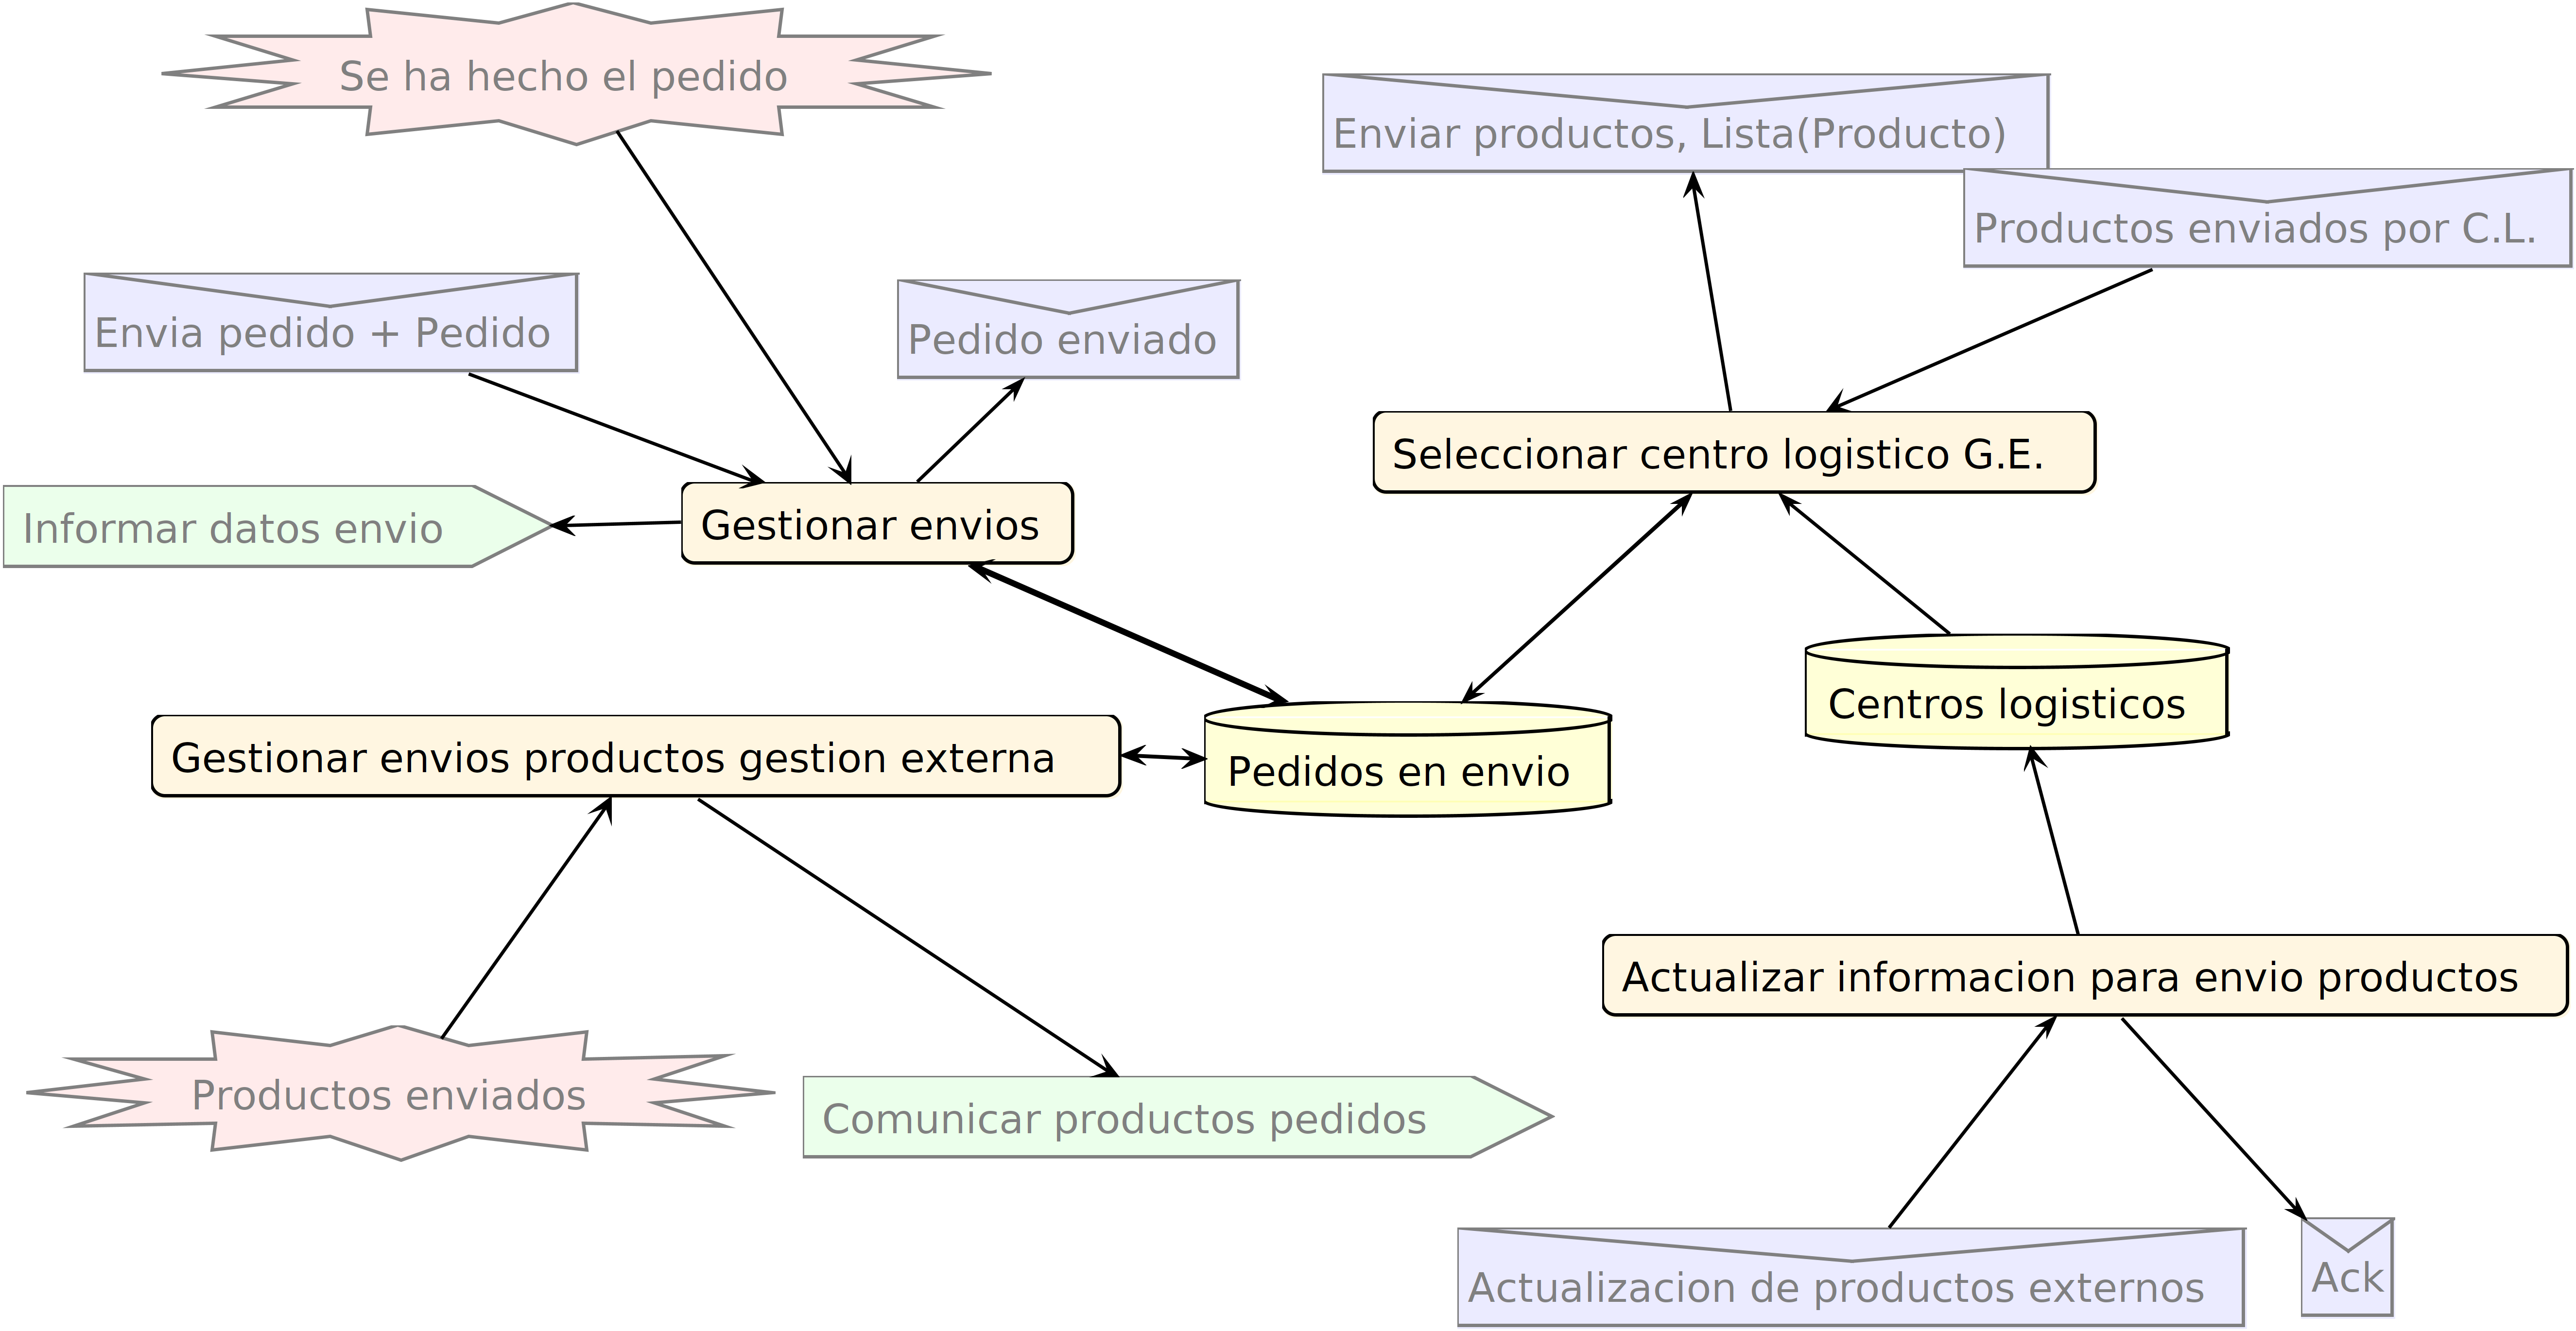 Se ha hecho el pedido
Enviar productos, Lista(Producto)
Productos enviados por C.L.
Envia pedido + Pedido
Pedido enviado
Seleccionar centro logistico G.E.
Informar datos envio
Gestionar envios
Centros logisticos
Gestionar envios productos gestion externa
Pedidos en envio
Actualizar informacion para envio productos
Productos enviados
Comunicar productos pedidos
Actualizacion de productos externos
Ack